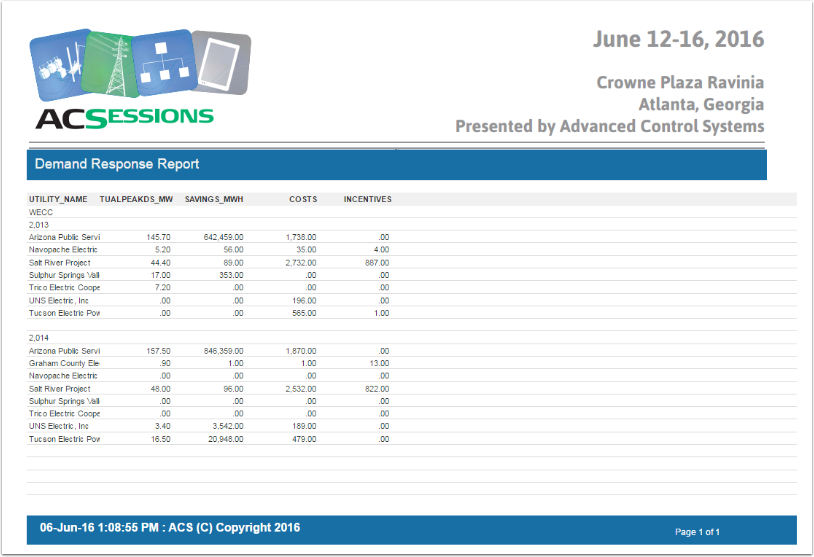 June 12-16, 2016
Crowne Plaza Ravinia
Atlanta, Georgia
Presented by Advanced Control Systems
ACSESSIONS
Demand Response Report
UTILITY_NAME TUALPEAKDS_MW SAVINGS_MWH COSTS INCENTIVES
WECC
2,013
Arizona Public Servi 145.70 642,459.00 1,738.00 .00
Navopache Electric 5.20 56.00 35.00 4.00
Salt River Project 44.40 89.00 2,732.00 887.00
Sulphur Springs Vall 17.00 353.00 .00 .00
Trico Electric Coope 7.20 .00 .00 .00
UNS Electric, Inc .00 .00 196.00 .00
Tucson Electric Pow .00 .00 565.00 1.00
2,014
Arizona Public Servi 157.50 846,359.00 1,870.00 .00
Graham County Ele .90 1.00 1.00 13.00
Navopache Electric .00 .00 .00 .00
Salt River Project 48.00 96.00 2,532.00 822.00
Sulphur Springs Vall .00 .00 .00 .00
Trico Electric Coope .00 .00 .00 .00
UNS Electric, Inc 3.40 3,542.00 189.00 .00
Tucson Electric Pow 16.50 20,948.00 479.00 .00
06-Jun-16 1:08:55 PM : ACS (C) Copyright 2016
Page 1 of 1